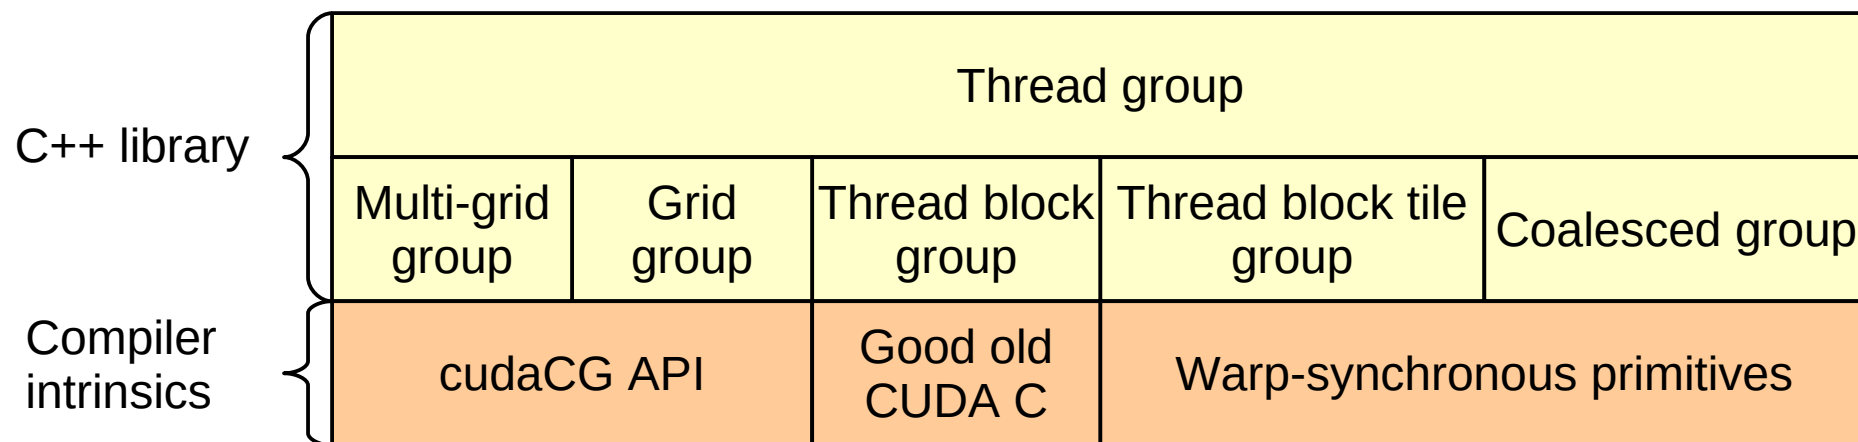 Thread group
C++ library
Multi-grid
group
Grid
group
Thread block
group
Thread block tile
group
Coalesced group
Compiler
intrinsics
cudaCG API
Good old
CUDA C
Warp-synchronous primitives